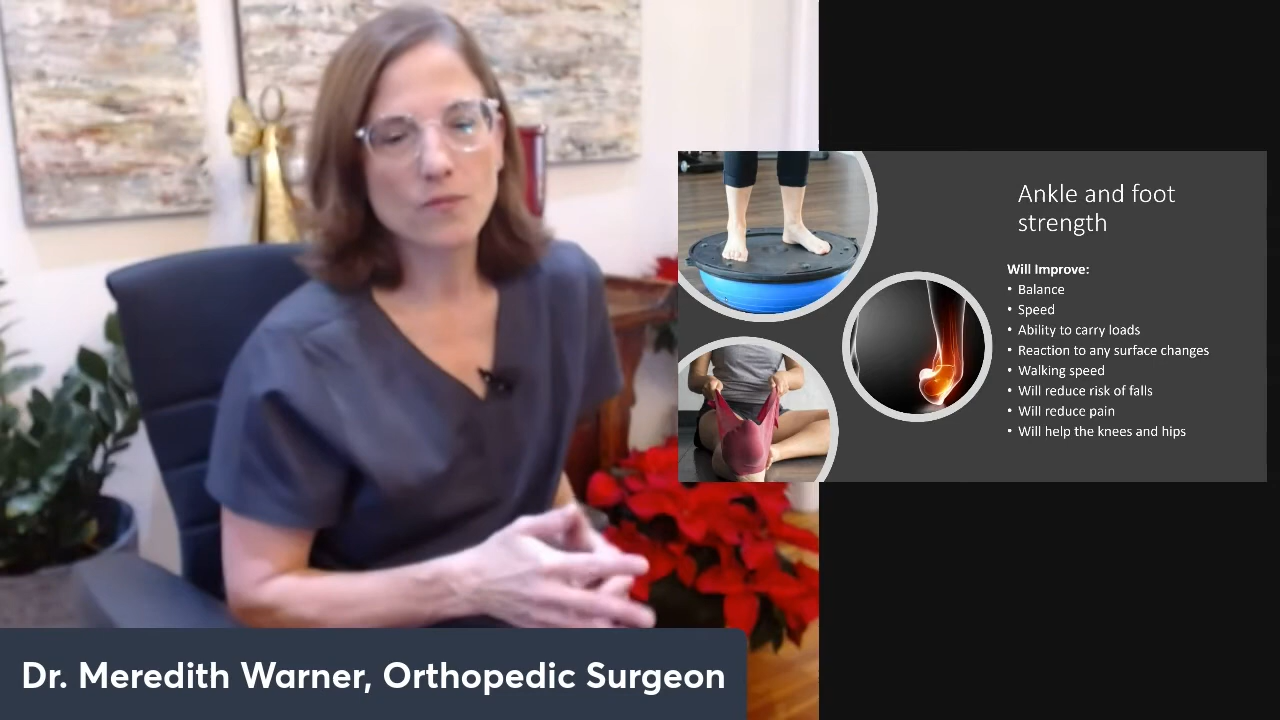 Ankle and foot
strength
Will Improve:
• Balance
• Speed
• Ability to carry loads
• Reaction to any surface changes
• Walking speed
• Will reduce risk of falls
• Will reduce pain
• Will help the knees and hips
Dr. Meredith Warner, Orthopedic Surgeon